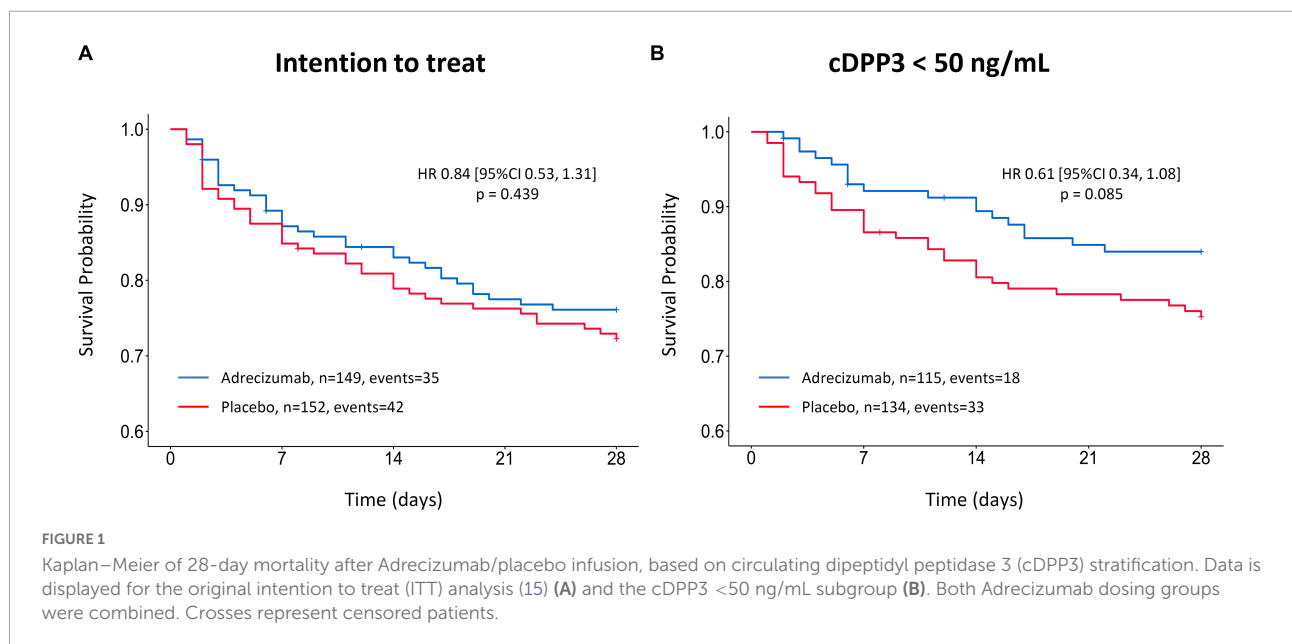 A
Intention to treat
1.0
0.9
0.8
0.7
0.6
Survival Probability
HR 0.84 [95%CI 0.53, 1.31]
p = 0.439
Adrecizumab, n=149, events=35
Placebo, n=152, events=42
0 7 14 21 28
Time (days)
B
cDPP3 < 50 ng/mL
1.0
0.9
0.8
0.7
0.6
Survival Probability
HR 0.61 [95%CI 0.34, 1.08]
p = 0.085
Adrecizumab, n=115, events=18
Placebo, n=134, events=33
0 7 14 21 28
Time (days)
FIGURE 1
Kaplan–Meier of 28-day mortality after Adrecizumab/placebo infusion, based on circulating dipeptidyl peptidase 3 (cDPP3) stratification. Data is
displayed for the original intention to treat (ITT) analysis (15) (A) and the cDPP3 <50 ng/mL subgroup (B). Both Adrecizumab dosing groups
were combined. Crosses represent censored patients.